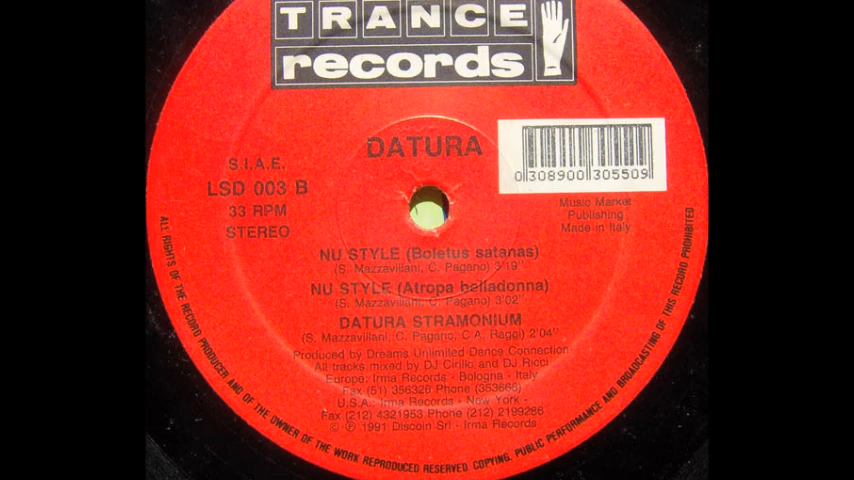 TRANCE
records
DATURA
0 308900 305509
S.I.A.E.
LSD 003 B
33 RPM
STEREO
Music Market
Publishing
Made in Italy
NU STYLE (Boletus satanas)
(S. Mazzavillani, C. Pagano) 3'19''
NU STYLE (Atropa belladonna)
(S. Mazzavillani, C. Pagano) 3'02''
DATURA STRAMONIUM
(S. Mazzavillani, C. Pagano, C.A. Raggi) 2'04''
Produced by Dreams Unlimited Dance Connection
All tracks mixed by DJ Cirillo and DJ Ricci
Europe: Irma Records - Bologna - Italy
Fax (51) 356326 Phone (353666)
U.S.A.: Irma Records - New York -
Fax (212) 4321953 Phone (212) 2199286
© ℗ 1991 Discoin Srl - Irma Records
ALL RIGHTS OF THE RECORD PRODUCER AND OF THE OWNER OF THE WORK REPRODUCED RESERVED. COPYING, PUBLIC PERFORMANCE AND BROADCASTING OF THIS RECORD PROHIBITED